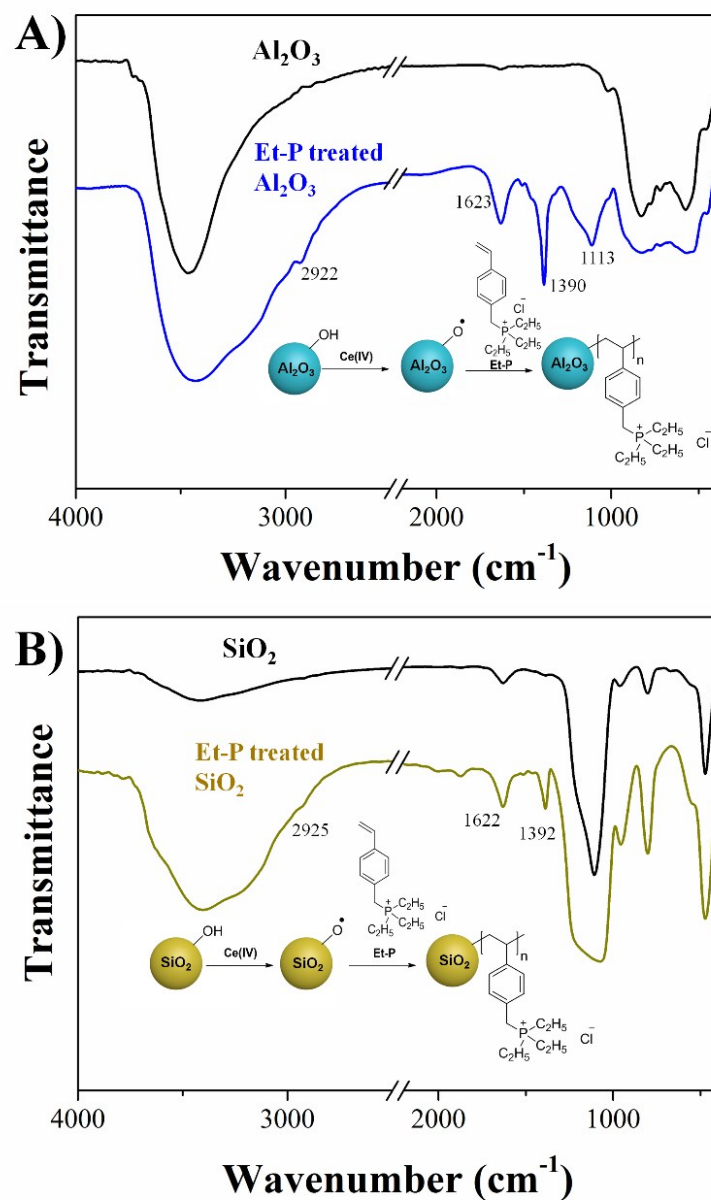 A)
Al₂O₃
Et-P treated
Al₂O₃
2922
1623
1390
1113
Cl⁻
P⁺
C₂H₅
C₂H₅
C₂H₅
OH
Al₂O₃
Ce(IV)
O•
Al₂O₃
Et-P
Al₂O₃
n
P⁺
C₂H₅
C₂H₅
C₂H₅
Cl⁻
Transmittance
4000 3000 2000 1000
Wavenumber (cm⁻¹)
B)
SiO₂
Et-P treated
SiO₂
2925
1622
1392
P⁺
C₂H₅
C₂H₅
C₂H₅
Cl⁻
OH
SiO₂
Ce(IV)
O•
SiO₂
Et-P
SiO₂
n
P⁺
C₂H₅
C₂H₅
C₂H₅
Cl⁻
Transmittance
4000 3000 2000 1000
Wavenumber (cm⁻¹)